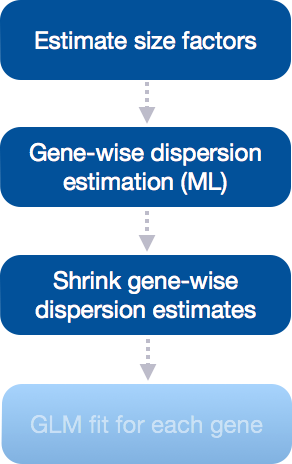 Estimate size factors
Gene-wise dispersion
estimation (ML)
Shrink gene-wise
dispersion estimates
GLM fit for each gene